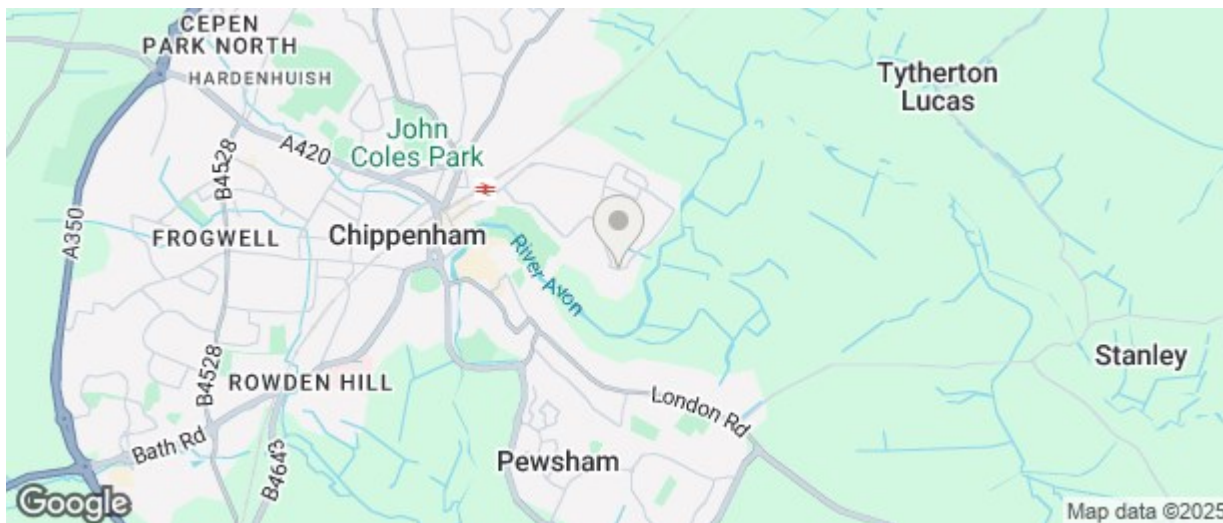 CEPEN
PARK NORTH
HARDENHUISH
Tytherton
Lucas
John
Coles Park
A420
B4528
A350
FROGWELL
Chippenham
River Avon
Stanley
ROWDEN HILL
B4528
London Rd
Bath Rd
B4643
Pewsham
Google
Map data ©2025